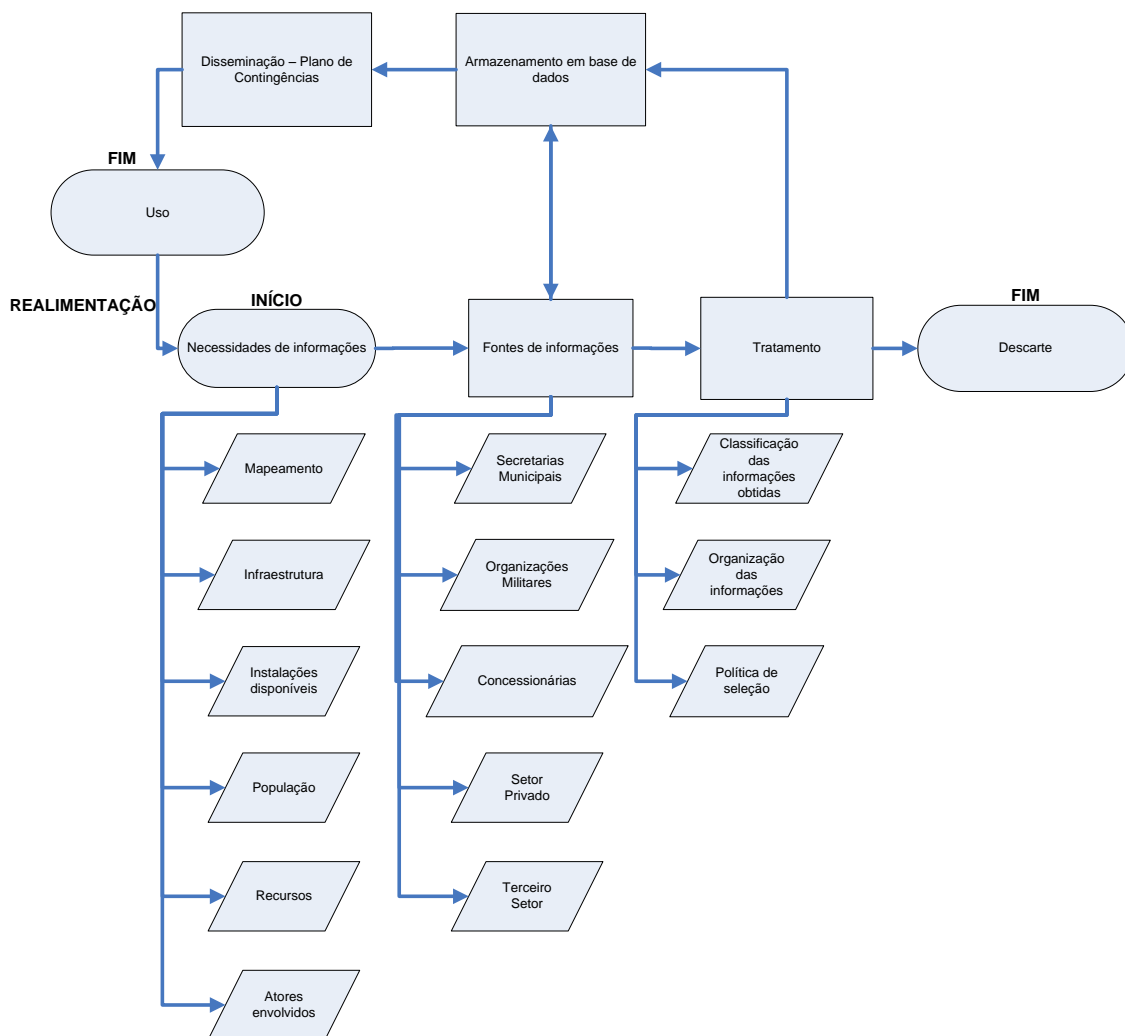 Disseminação – Plano de
Contingências
Armazenamento em base de
dados
FIM
Uso
REALIMENTAÇÃO
INÍCIO
Necessidades de informações
Fontes de informações
Tratamento
FIM
Descarte
Mapeamento
Infraestrutura
Instalações
disponíveis
População
Recursos
Atores
envolvidos
Secretarias
Municipais
Organizações
Militares
Concessionárias
Setor
Privado
Terceiro
Setor
Classificação
das
informações
obtidas
Organização
das
informações
Política de
seleção